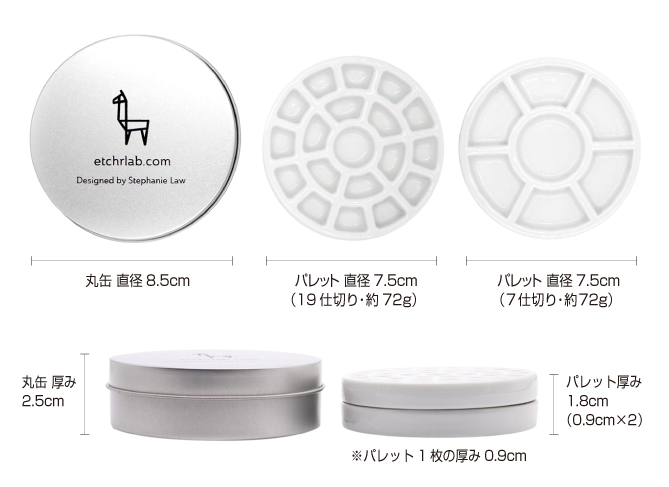 etchrlab.com
Designed by Stephanie Law
丸缶 直径 8.5cm
パレット 直径 7.5cm
（19 仕切り・約 72g）
パレット 直径 7.5cm
（7 仕切り・約72g）
丸缶 厚み
2.5cm
パレット厚み
1.8cm
（0.9cm×2）
※パレット 1 枚の厚み 0.9cm